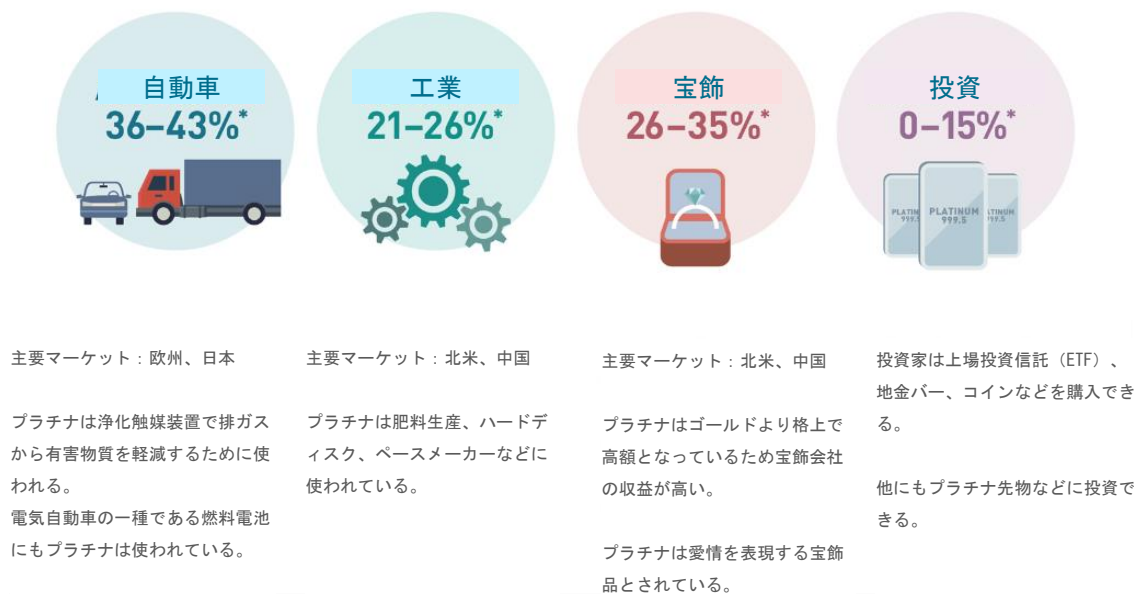 自動車
36–43%*
工業
21–26%*
宝飾
26–35%*
投資
0–15%*
PLATIN
999.5
PLATINUM
999.5
ATINUM
999.5
主要マーケット：欧州、日本
プラチナは浄化触媒装置で排ガス
から有害物質を軽減するために使
われる。
電気自動車の一種である燃料電池
にもプラチナは使われている。
主要マーケット：北米、中国
プラチナは肥料生産、ハードデ
ィスク、ペースメーカーなどに
使われている。
主要マーケット：北米、中国
プラチナはゴールドより格上で
高額となっているため宝飾会社
の収益が高い。
プラチナは愛情を表現する宝飾
品とされている。
投資家は上場投資信託（ETF）、
地金バー、コインなどを購入でき
る。
他にもプラチナ先物などに投資で
きる。